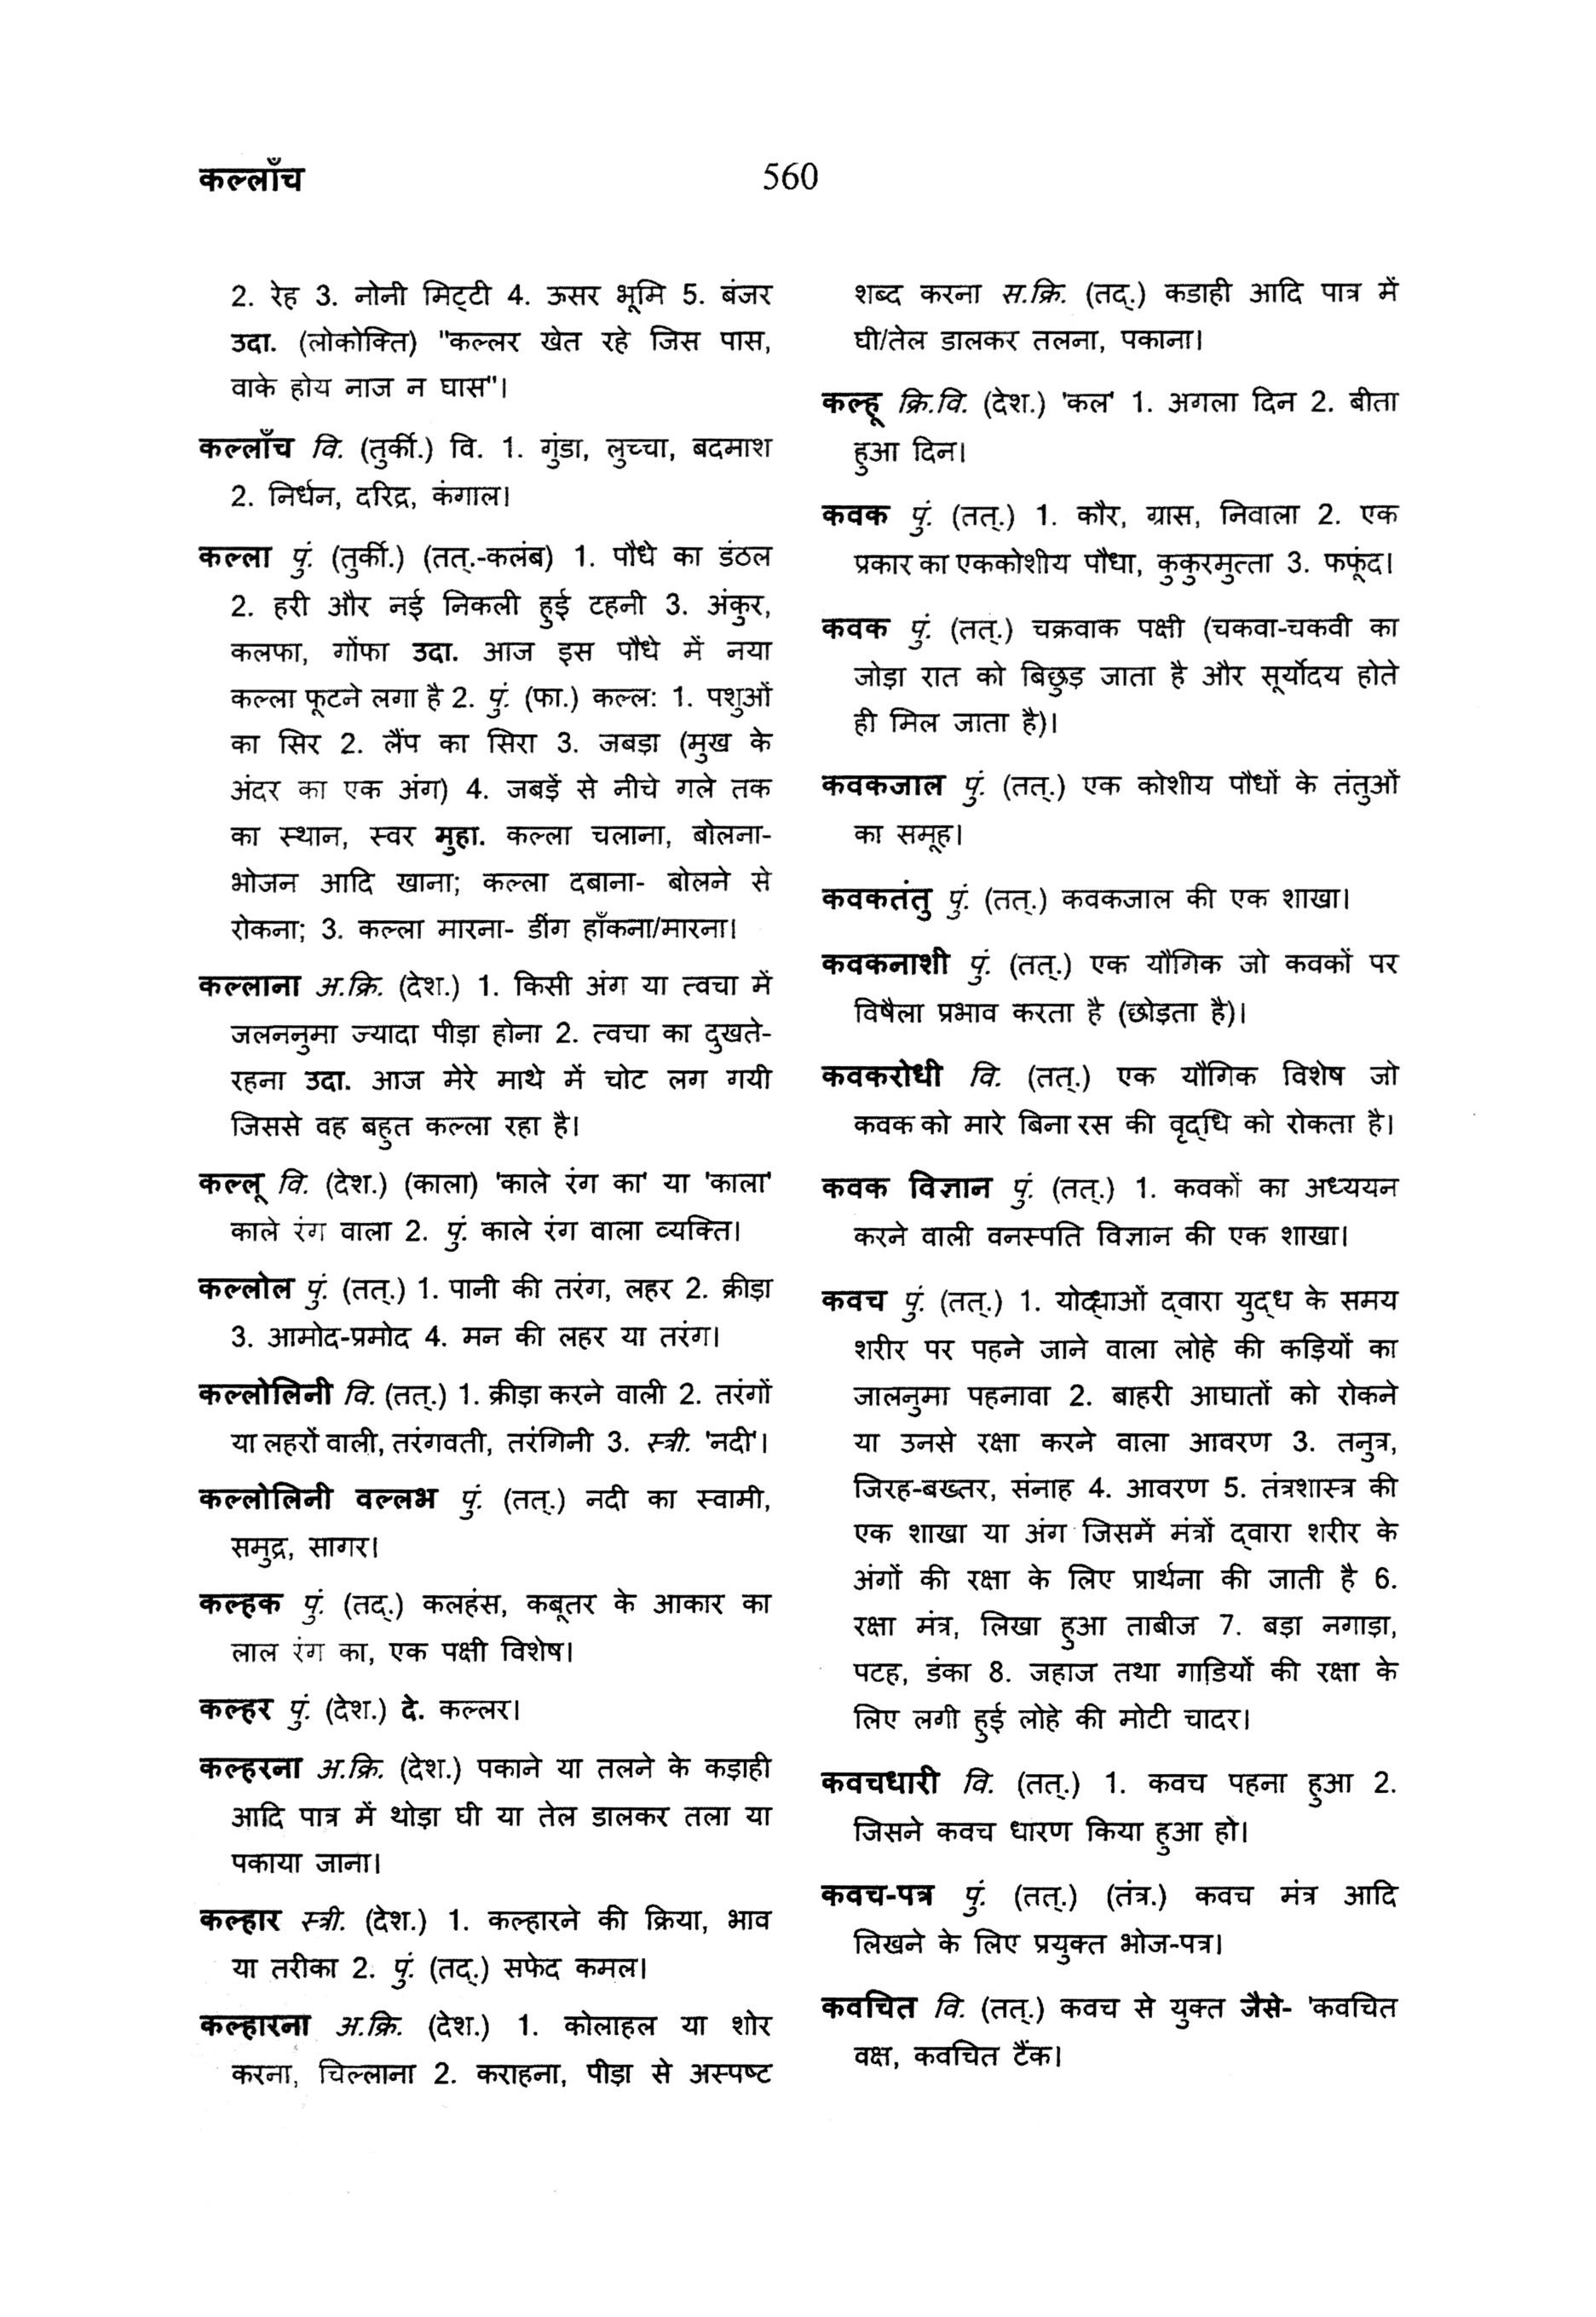 कल्लाँच
560
2. रेह 3. नोनी मिट्टी 4. ऊसर भूमि 5. बंजर
उदा. (लोकोक्ति) "कल्लर खेत रहे जिस पास,
वाके होय नाज न घास"।
कल्लाँच वि. (तुर्की.) वि. 1. गुंडा, लुच्चा, बदमाश
2. निर्धन, दरिद्र, कंगाल।
कल्ला पुं. (तुर्की.) (तत्.-कलंब) 1. पौधे का डंठल
2. हरी और नई निकली हुई टहनी 3. अंकुर,
कलफा, गोंफा उदा. आज इस पौधे में नया
कल्ला फूटने लगा है 2. पुं. (फा.) कल्ल: 1. पशुओं
का सिर 2. लैंप का सिरा 3. जबड़ा (मुख के
अंदर का एक अंग) 4. जबड़ें से नीचे गले तक
का स्थान, स्वर मुहा. कल्ला चलाना, बोलना-
भोजन आदि खाना; कल्ला दबाना- बोलने से
रोकना; 3. कल्ला मारना- डींग हाँकना/मारना।
कल्लाना अ.क्रि. (देश.) 1. किसी अंग या त्वचा में
जलननुमा ज्यादा पीड़ा होना 2. त्वचा का दुखते-
रहना उदा. आज मेरे माथे में चोट लग गयी
जिससे वह बहुत कल्ला रहा है।
कल्लू वि. (देश.) (काला) 'काले रंग का' या 'काला'
काले रंग वाला 2. पुं. काले रंग वाला व्यक्ति।
कल्लोल पुं. (तत्.) 1. पानी की तरंग, लहर 2. क्रीड़ा
3. आमोद-प्रमोद 4. मन की लहर या तरंग।
कल्लोलिनी वि. (तत्.) 1. क्रीड़ा करने वाली 2. तरंगों
या लहरों वाली, तरंगवती, तरंगिनी 3. स्त्री. 'नदी'।
कल्लोलिनी वल्लभ पुं. (तत्.) नदी का स्वामी,
समुद्र, सागर।
कल्हक पुं. (तद्.) कलहंस, कबूतर के आकार का
लाल रंग का, एक पक्षी विशेष।
कल्हर पुं. (देश.) दे. कल्लर।
कल्हरना अ.क्रि. (देश.) पकाने या तलने के कड़ाही
आदि पात्र में थोड़ा घी या तेल डालकर तला या
पकाया जाना।
कल्हार स्त्री. (देश.) 1. कल्हारने की क्रिया, भाव
या तरीका 2. पुं. (तद्.) सफेद कमल।
कल्हारना अ.क्रि. (देश.) 1. कोलाहल या शोर
करना, चिल्लाना 2. कराहना, पीड़ा से अस्पष्ट
शब्द करना स.क्रि. (तद्.) कडाही आदि पात्र में
घी/तेल डालकर तलना, पकाना।
कल्हू क्रि.वि. (देश.) 'कल' 1. अगला दिन 2. बीता
हुआ दिन।
कवक पुं. (तत्.) 1. कौर, ग्रास, निवाला 2. एक
प्रकार का एककोशीय पौधा, कुकुरमुत्ता 3. फफूंद।
कवक पुं. (तत्.) चक्रवाक पक्षी (चकवा-चकवी का
जोड़ा रात को बिछुड़ जाता है और सूर्योदय होते
ही मिल जाता है)।
कवकजाल पुं. (तत्.) एक कोशीय पौधों के तंतुओं
का समूह।
कवकतंतु पुं. (तत्.) कवकजाल की एक शाखा।
कवकनाशी पुं. (तत्.) एक यौगिक जो कवकों पर
विषैला प्रभाव करता है (छोड़ता है)।
कवकरोधी वि. (तत्.) एक यौगिक विशेष जो
कवक को मारे बिना रस की वृद्धि को रोकता है।
कवक विज्ञान पुं. (तत्.) 1. कवकों का अध्ययन
करने वाली वनस्पति विज्ञान की एक शाखा।
कवच पुं. (तत्.) 1. योद्धाओं द्वारा युद्ध के समय
शरीर पर पहने जाने वाला लोहे की कड़ियों का
जालनुमा पहनावा 2. बाहरी आघातों को रोकने
या उनसे रक्षा करने वाला आवरण 3. तनुत्र,
जिरह-बख्तर, संनाह 4. आवरण 5. तंत्रशास्त्र की
एक शाखा या अंग जिसमें मंत्रों द्वारा शरीर के
अंगों की रक्षा के लिए प्रार्थना की जाती है 6.
रक्षा मंत्र, लिखा हुआ ताबीज 7. बड़ा नगाड़ा,
पटह, डंका 8. जहाज तथा गाडियों की रक्षा के
लिए लगी हुई लोहे की मोटी चादर।
कवचधारी वि. (तत्.) 1. कवच पहना हुआ 2.
जिसने कवच धारण किया हुआ हो।
कवच-पत्र पुं. (तत्.) (तंत्र.) कवच मंत्र आदि
लिखने के लिए प्रयुक्त भोज-पत्र।
कवचित वि. (तत्.) कवच से युक्त जैसे- 'कवचित
वक्ष, कवचित टैंक।